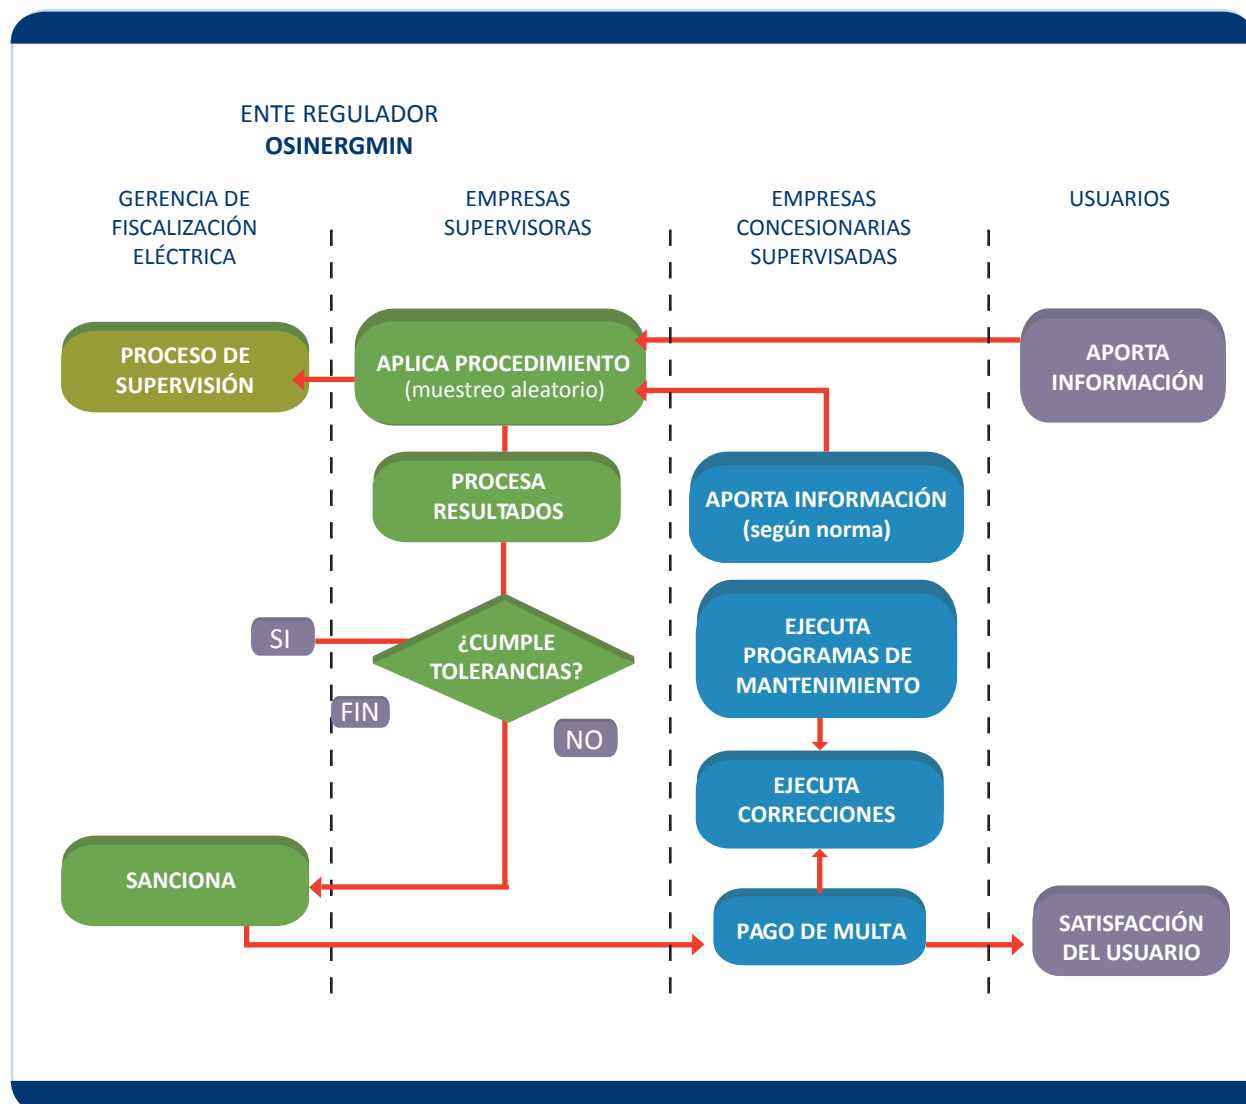 ENTE REGULADOR
OSINERGMIN
GERENCIA DE
FISCALIZACIÓN
ELÉCTRICA
EMPRESAS
SUPERVISORAS
EMPRESAS
CONCESIONARIAS
SUPERVISADAS
USUARIOS
PROCESO DE
SUPERVISIÓN
APLICA PROCEDIMIENTO
(muestreo aleatorio)
APORTA
INFORMACIÓN
PROCESA
RESULTADOS
APORTA INFORMACIÓN
(según norma)
SI
¿CUMPLE
TOLERANCIAS?
EJECUTA
PROGRAMAS DE
MANTENIMIENTO
FIN
NO
EJECUTA
CORRECCIONES
SANCIONA
PAGO DE MULTA
SATISFACCIÓN
DEL USUARIO